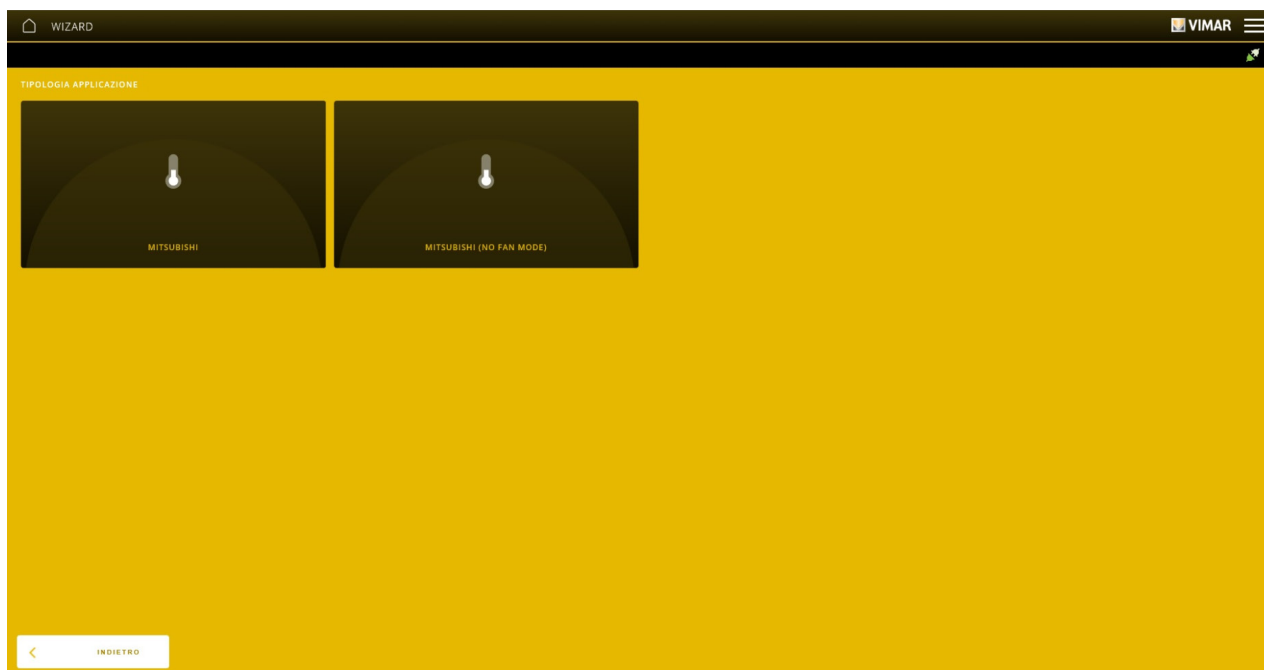 WIZARD
VIMAR
TIPOLOGIA APPLICAZIONE
MITSUBISHI
MITSUBISHI (NO FAN MODE)
INDIETRO